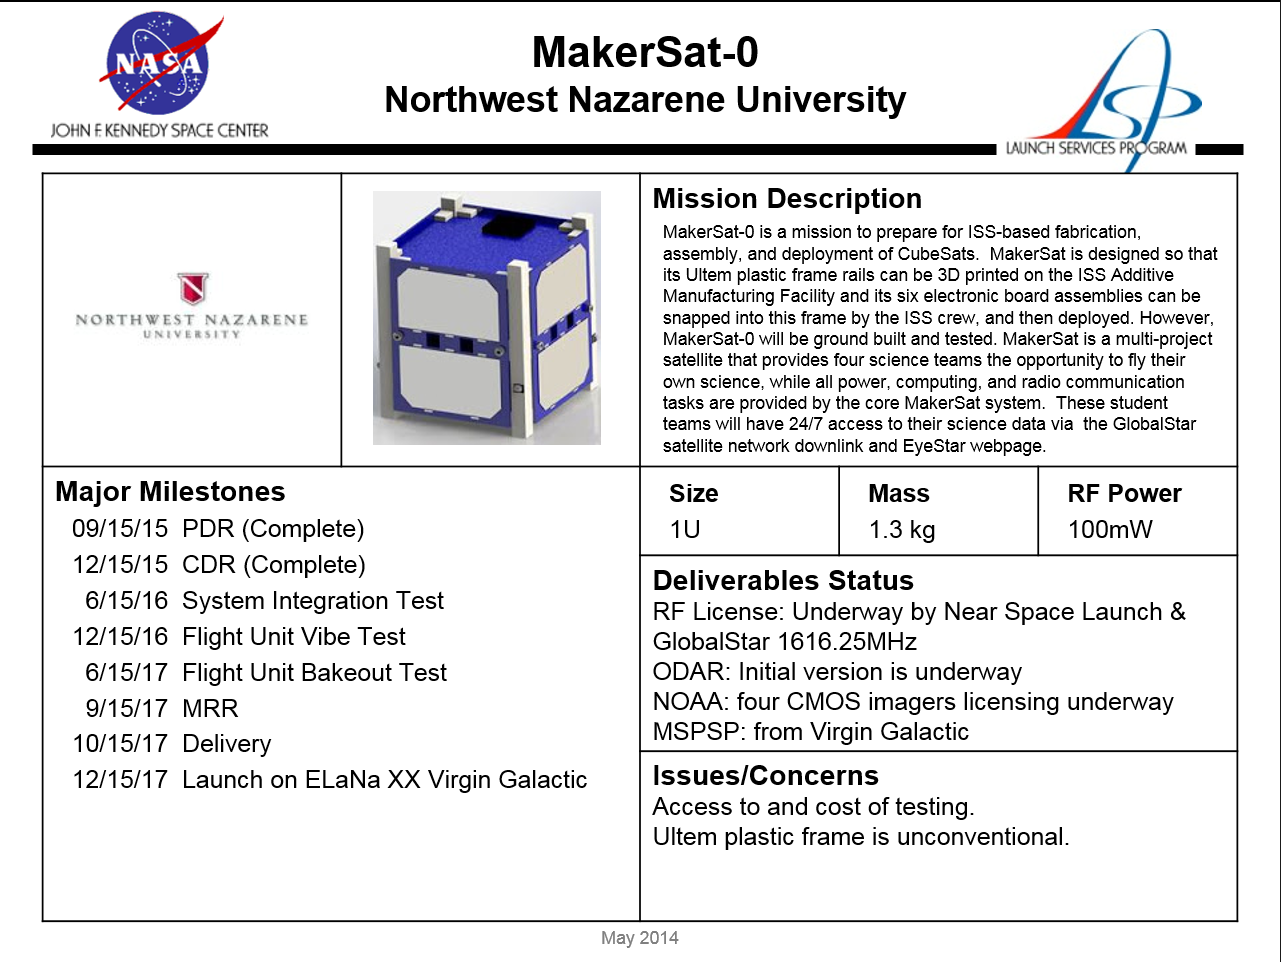 NASA
JOHN F. KENNEDY SPACE CENTER
MakerSat-0
Northwest Nazarene University
LSP
LAUNCH SERVICES PROGRAM
NORTHWEST NAZARENE
UNIVERSITY
Mission Description
MakerSat-0 is a mission to prepare for ISS-based fabrication,
assembly, and deployment of CubeSats.  MakerSat is designed so that
its Ultem plastic frame rails can be 3D printed on the ISS Additive
Manufacturing Facility and its six electronic board assemblies can be
snapped into this frame by the ISS crew, and then deployed. However,
MakerSat-0 will be ground built and tested. MakerSat is a multi-project
satellite that provides four science teams the opportunity to fly their
own science, while all power, computing, and radio communication
tasks are provided by the core MakerSat system.  These student
teams will have 24/7 access to their science data via  the GlobalStar
satellite network downlink and EyeStar webpage.
Major Milestones
09/15/15 PDR (Complete)
12/15/15 CDR (Complete)
6/15/16 System Integration Test
12/15/16 Flight Unit Vibe Test
6/15/17 Flight Unit Bakeout Test
9/15/17 MRR
10/15/17 Delivery
12/15/17 Launch on ELaNa XX Virgin Galactic
Size Mass RF Power
1U 1.3 kg 100mW
Deliverables Status
RF License: Underway by Near Space Launch &
GlobalStar 1616.25MHz
ODAR: Initial version is underway
NOAA: four CMOS imagers licensing underway
MSPSP: from Virgin Galactic
Issues/Concerns
Access to and cost of testing.
Ultem plastic frame is unconventional.
May 2014